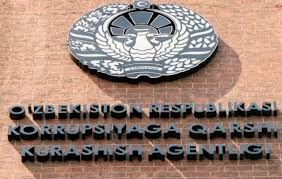 O'ZBEKISTON RESPUBLIKASI
KORRUPSIYAGA QARSHI
KURASHISH AGENTLIGI